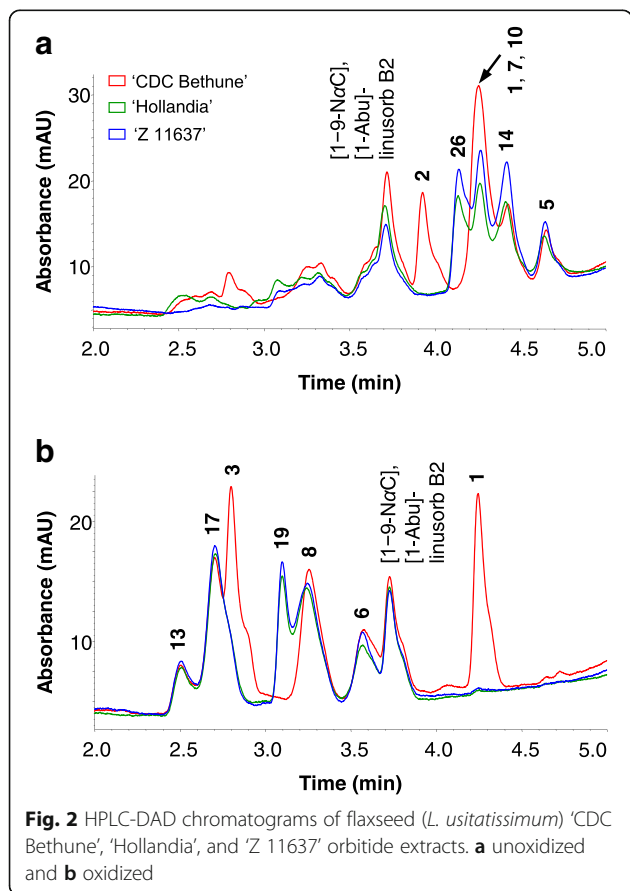 a
'CDC Bethune'
'Hollandia'
'Z 11637'
[1–9-NαC],
[1-Abu]-
linusorb B2
2
26
1, 7, 10
14
5
Absorbance (mAU)
30
20
10
2.0 2.5 3.0 3.5 4.0 4.5 5.0
Time (min)
b
13
17
3
19
8
6
[1–9-NαC],
[1-Abu]-
linusorb B2
1
Absorbance (mAU)
20
10
2.0 2.5 3.0 3.5 4.0 4.5 5.0
Time (min)
Fig. 2 HPLC-DAD chromatograms of flaxseed (L. usitatissimum) 'CDC
Bethune', 'Hollandia', and 'Z 11637' orbitide extracts. a unoxidized
and b oxidized